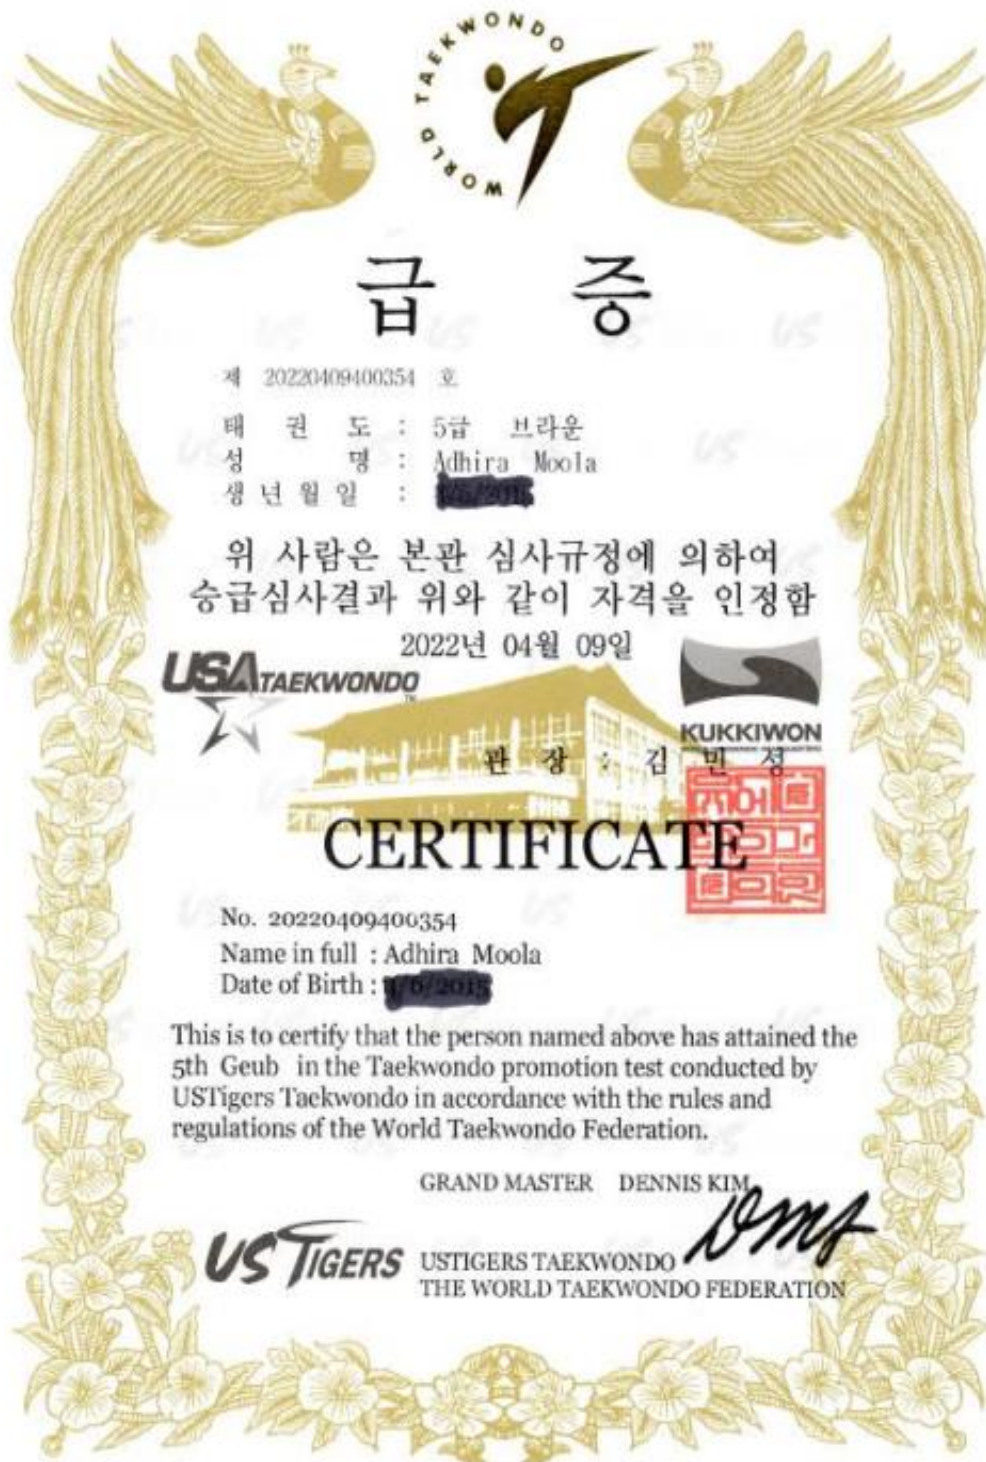 WORLD TAEKWONDO
급 증
제 20220409400354 호
태 권 도 : 5급 브라운
성 명 : Adhira Moola
생 년 월 일 :
위 사람은 본관 심사규정에 의하여
승급심사결과 위와 같이 자격을 인정함
2022년 04월 09일
USA TAEKWONDO
KUKKIWON
관 장 : 김 민 성
CERTIFICATE
No. 20220409400354
Name in full : Adhira Moola
Date of Birth :
This is to certify that the person named above has attained the
5th Geub in the Taekwondo promotion test conducted by
USTigers Taekwondo in accordance with the rules and
regulations of the World Taekwondo Federation.
GRAND MASTER DENNIS KIM
US TIGERS
USTIGERS TAEKWONDO
THE WORLD TAEKWONDO FEDERATION